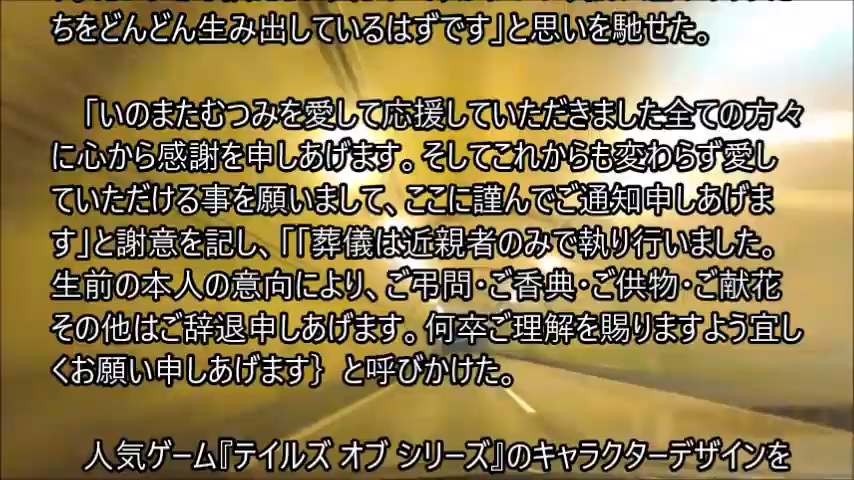 ちをどんどん生み出しているはずです」と思いを馳せた。
「いのまたむつみを愛して応援していただきました全ての方々
に心から感謝を申しあげます。そしてこれからも変わらず愛し
ていただける事を願いまして、ここに謹んでご通知申しあげま
す」と謝意を記し、「「葬儀は近親者のみで執り行いました。
生前の本人の意向により、ご弔問・ご香典・ご供物・ご献花
その他はご辞退申しあげます。何卒ご理解を賜りますよう宜し
くお願い申しあげます｝と呼びかけた。
人気ゲーム『テイルズ オブ シリーズ』のキャラクターデザインを